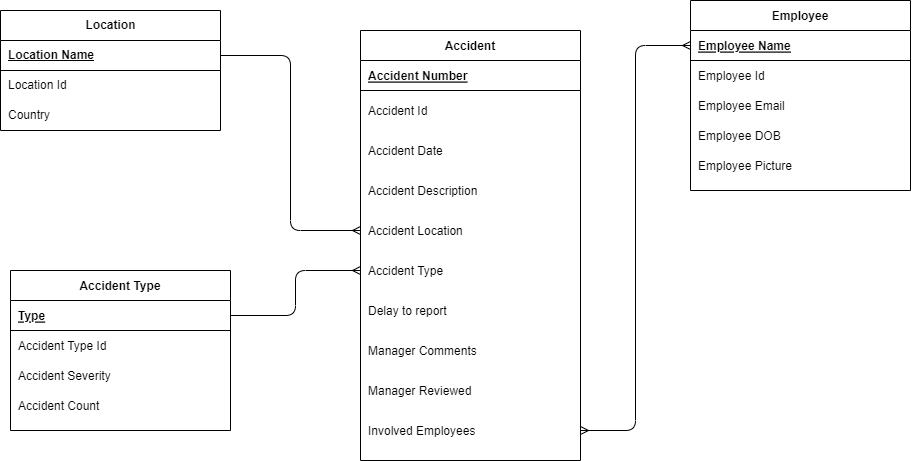 Location
Location Name
Location Id
Country
Accident
Accident Number
Accident Id
Accident Date
Accident Description
Accident Location
Accident Type
Delay to report
Manager Comments
Manager Reviewed
Involved Employees
Employee
Employee Name
Employee Id
Employee Email
Employee DOB
Employee Picture
Accident Type
Type
Accident Type Id
Accident Severity
Accident Count